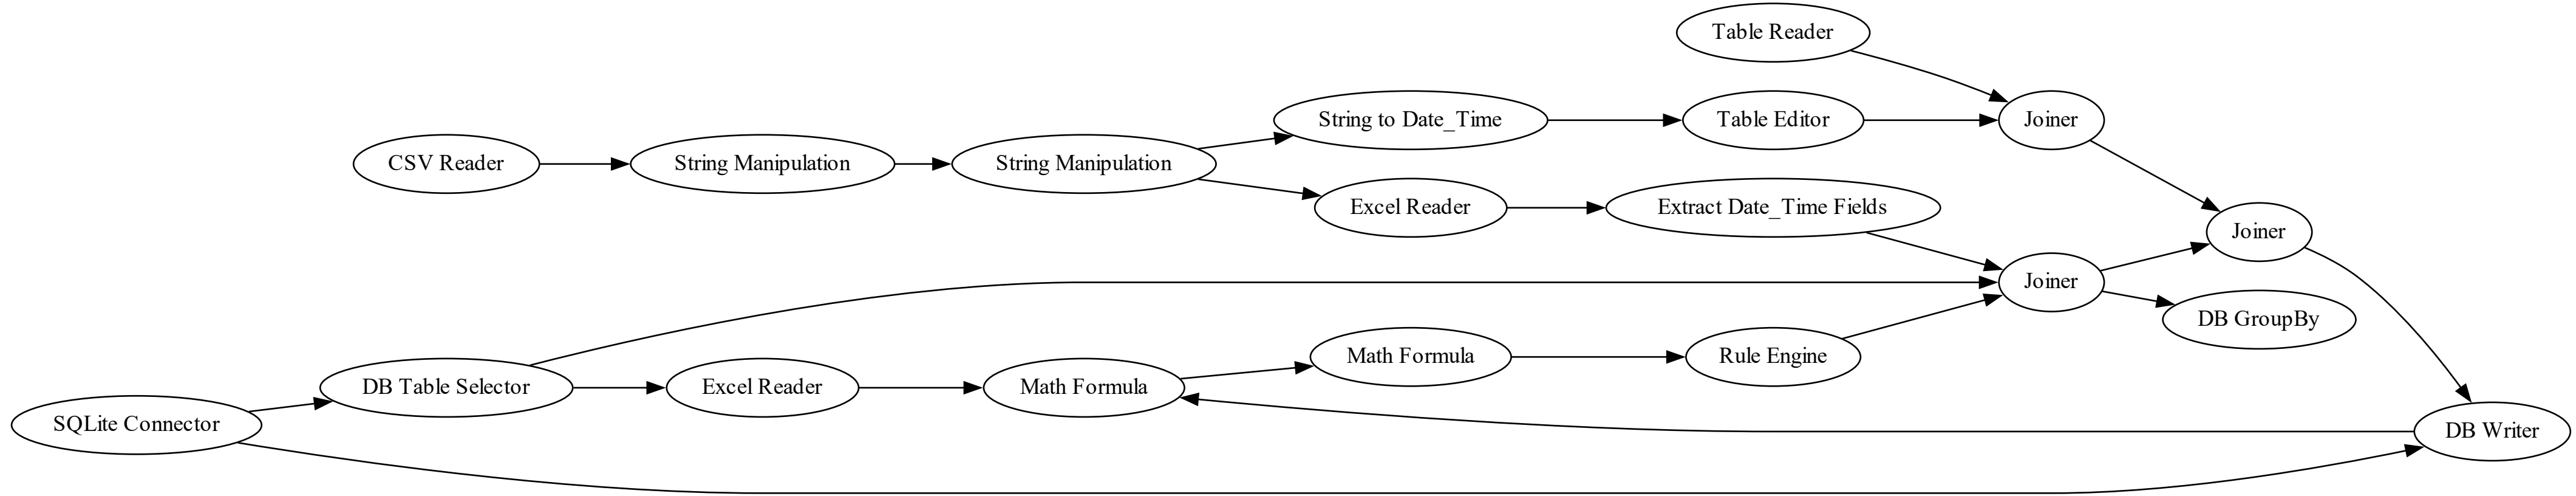 Table Reader
String to Date_Time
Table Editor
Joiner
CSV Reader
String Manipulation
String Manipulation
Excel Reader
Extract Date_Time Fields
Joiner
Joiner
DB GroupBy
Math Formula
Rule Engine
DB Table Selector
Excel Reader
Math Formula
SQLite Connector
DB Writer